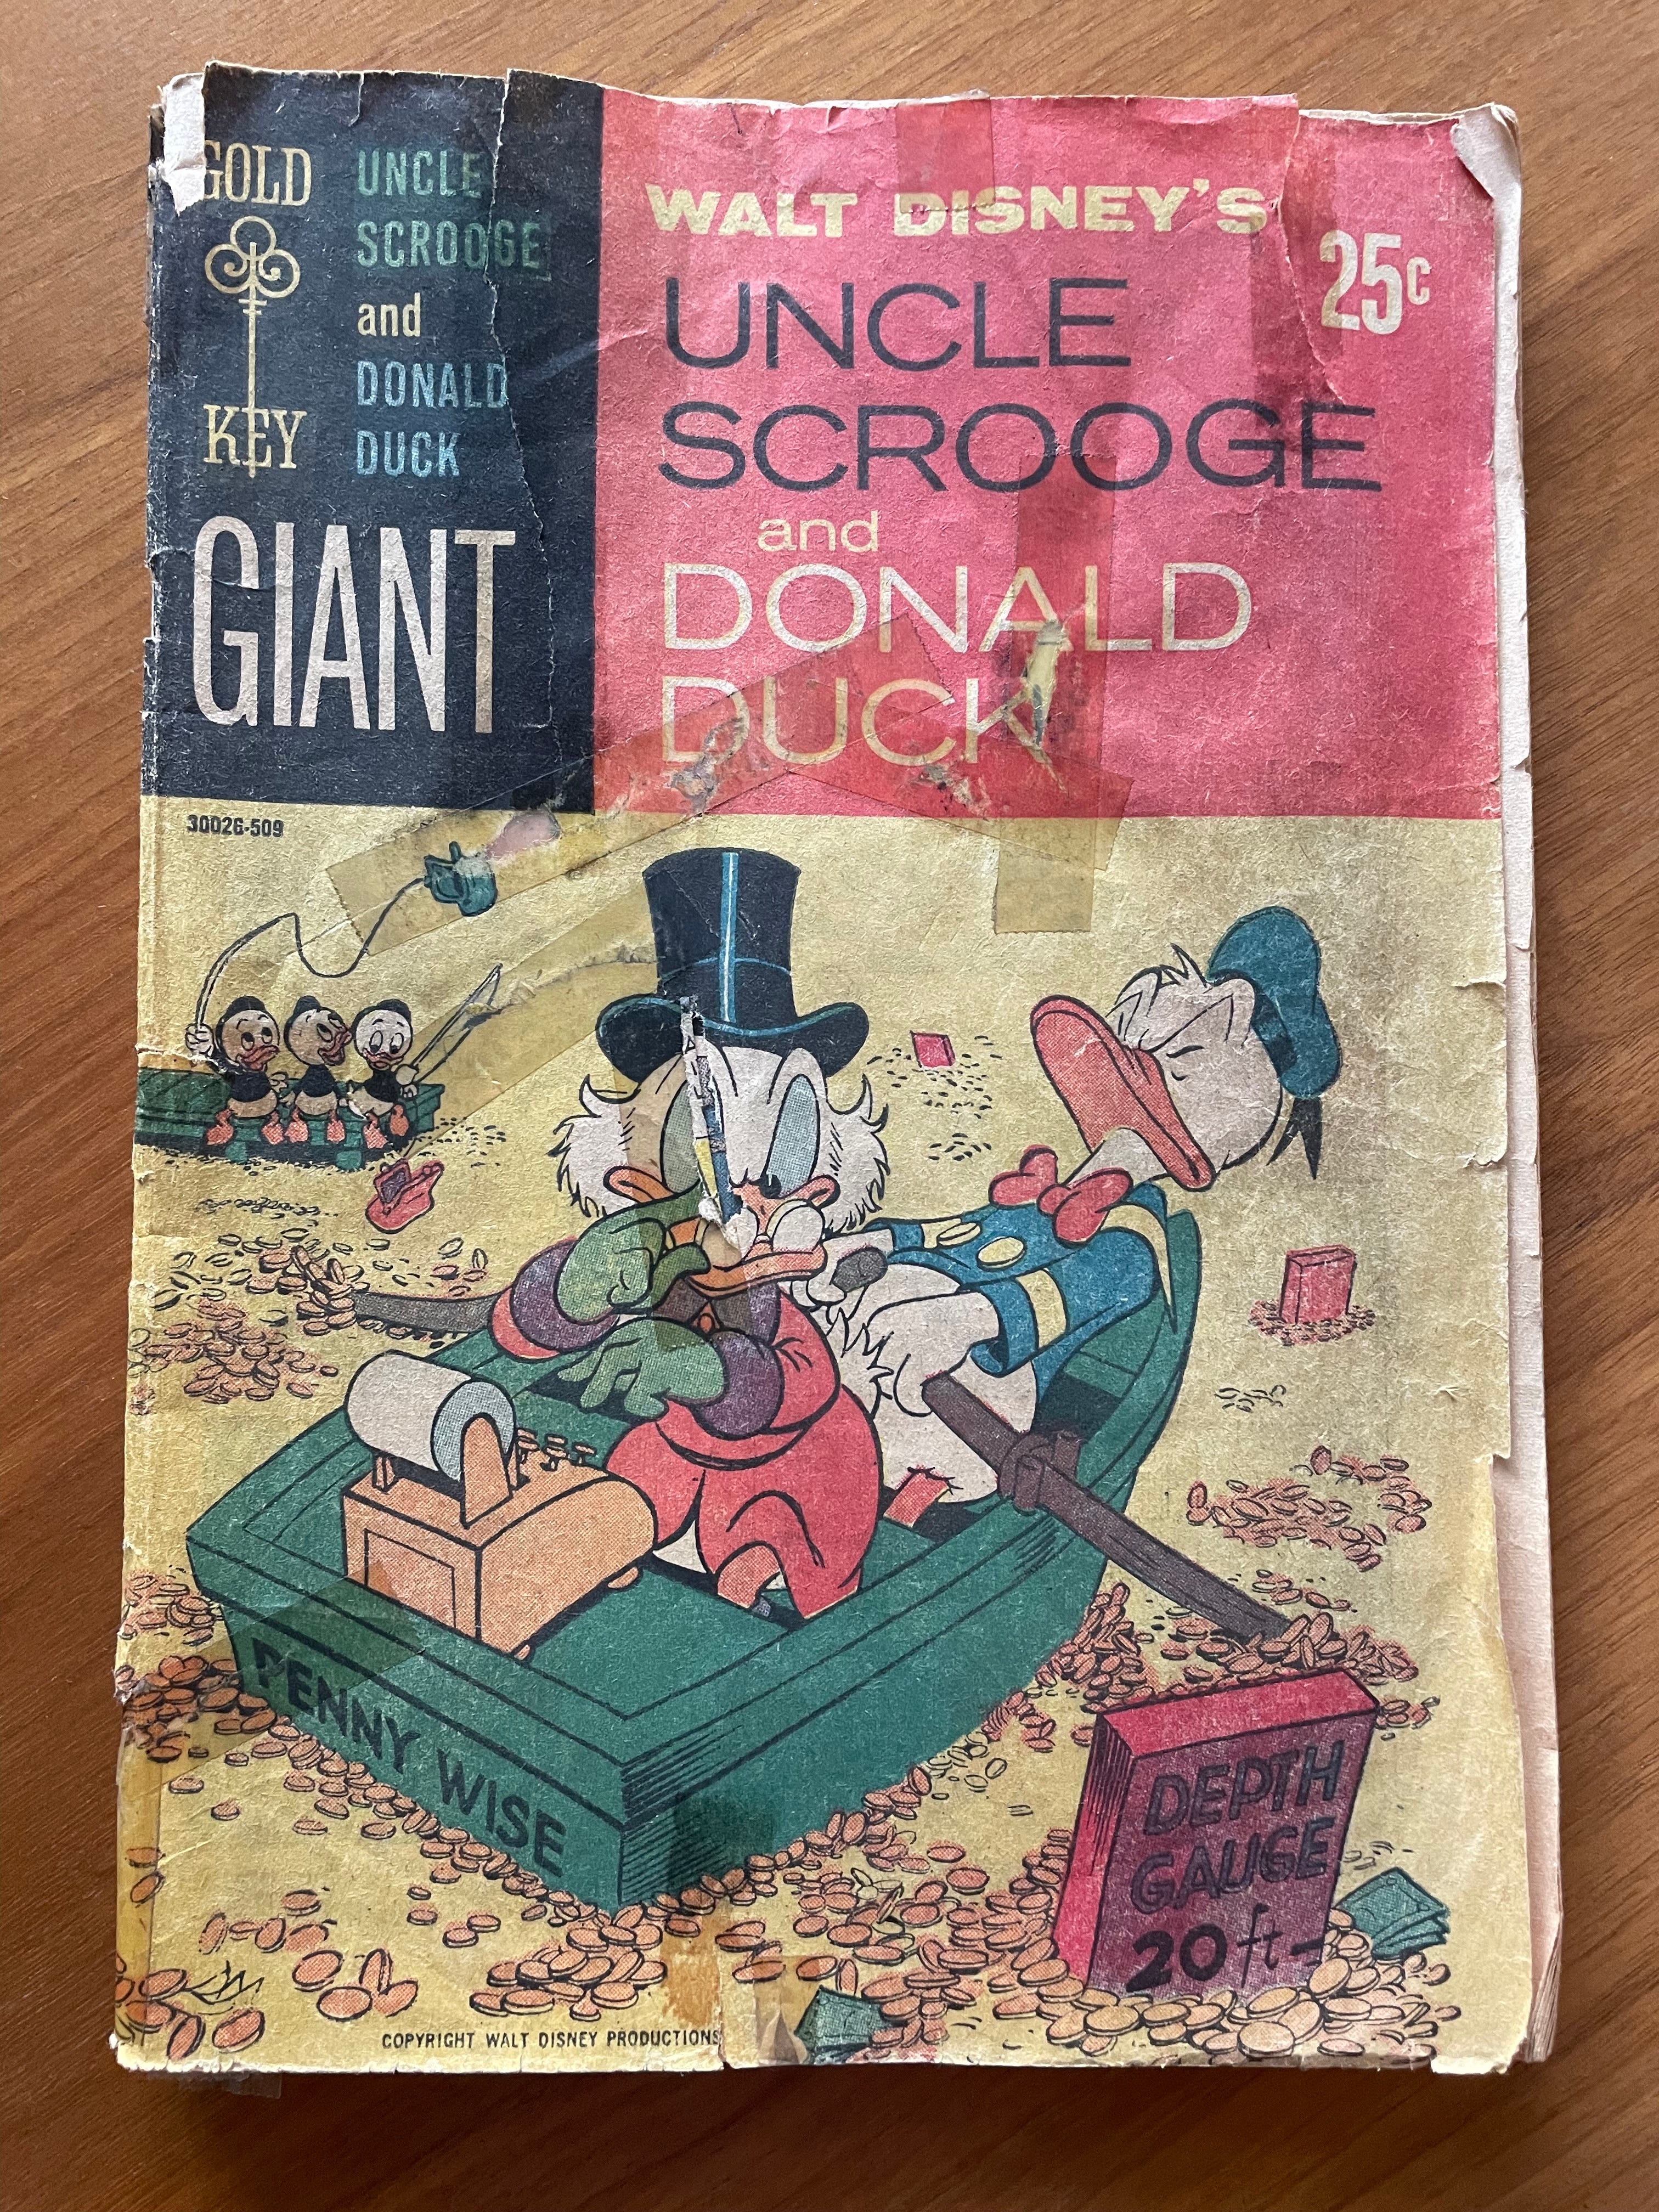 GOLD
KEY
UNCLE
SCROOGE
and
DONALD
DUCK
GIANT
WALT DISNEY'S
25c
UNCLE
SCROOGE
and
DONALD
DUCK
30026-509
PENNY WISE
DEPTH
GAUGE
20 ft-
COPYRIGHT WALT DISNEY PRODUCTIONS